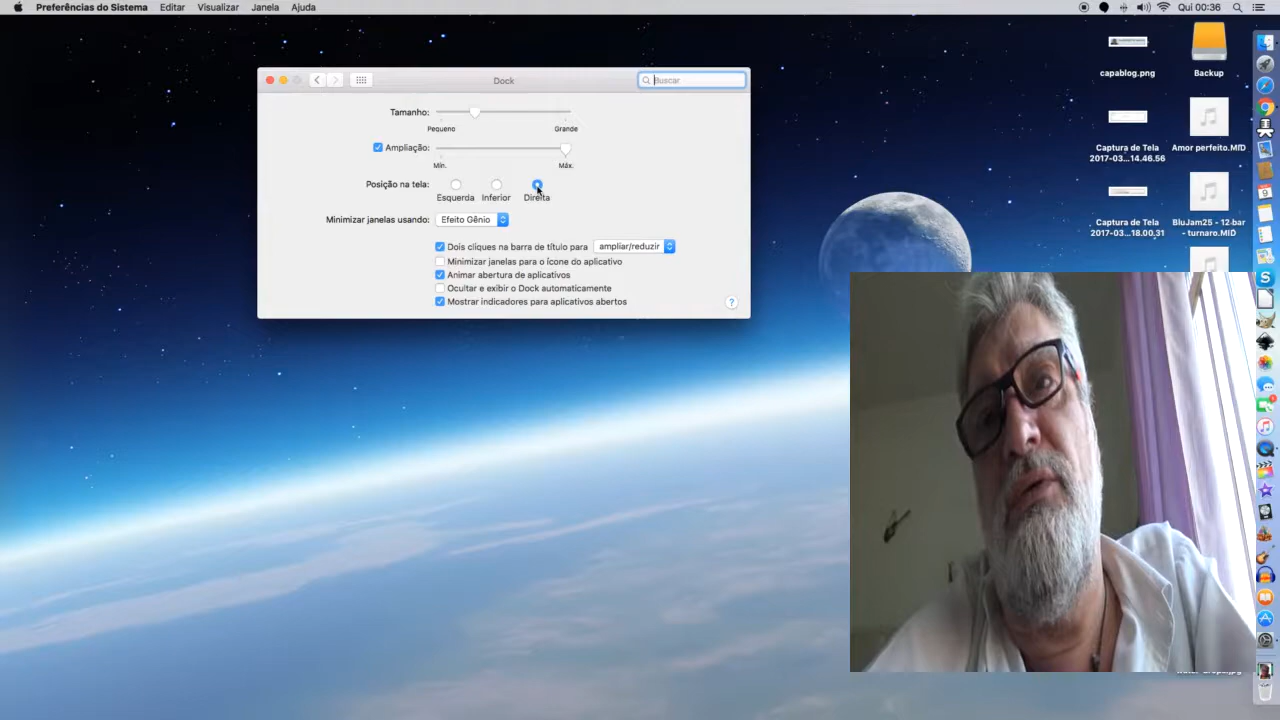 Preferências do Sistema Editar Visualizar Janela Ajuda
Qui 00:36
Dock
Buscar
Tamanho:
Pequeno Grande
Ampliação:
Mín. Máx.
Posição na tela:
Esquerda Inferior Direita
Minimizar janelas usando: Efeito Gênio
Dois cliques na barra de título para ampliar/reduzir
Minimizar janelas para o ícone do aplicativo
Animar abertura de aplicativos
Ocultar e exibir o Dock automaticamente
Mostrar indicadores para aplicativos abertos
?
capablog.png
Backup
Captura de Tela
2017-03...14.46.56
Amor perfeito.MID
Captura de Tela
2017-03...18.00.31
BluJam25 - 12-bar
- turnaro.MID